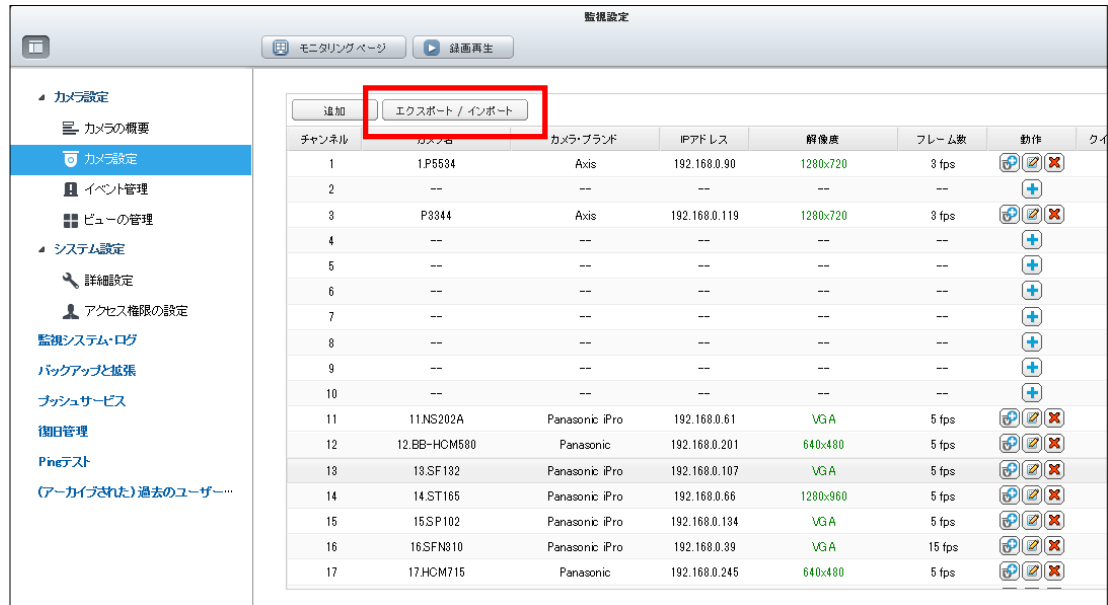 監視設定
モニタリングページ 録画再生
カメラ設定
カメラの概要
カメラ設定
イベント管理
ビューの管理
システム設定
詳細設定
アクセス権限の設定
監視システム・ログ
バックアップと拡張
プッシュサービス
復旧管理
Pingテスト
(アーカイブされた)過去のユーザー…
追加 エクスポート / インポート
チャンネル カメラ名 カメラ・ブランド IPアドレス 解像度 フレーム数 動作 クイ
1 1.P5534 Axis 192.168.0.90 1280x720 3 fps
2 -- -- -- -- --
3 P3344 Axis 192.168.0.119 1280x720 3 fps
4 -- -- -- -- --
5 -- -- -- -- --
6 -- -- -- -- --
7 -- -- -- -- --
8 -- -- -- -- --
9 -- -- -- -- --
10 -- -- -- -- --
11 11.NS202A Panasonic iPro 192.168.0.61 VGA 5 fps
12 12.BB-HCM580 Panasonic 192.168.0.201 640x480 5 fps
13 13.SF132 Panasonic iPro 192.168.0.107 VGA 5 fps
14 14.ST165 Panasonic iPro 192.168.0.66 1280x960 5 fps
15 15.SP102 Panasonic iPro 192.168.0.134 VGA 5 fps
16 16.SFN310 Panasonic iPro 192.168.0.39 VGA 15 fps
17 17.HCM715 Panasonic 192.168.0.245 640x480 5 fps